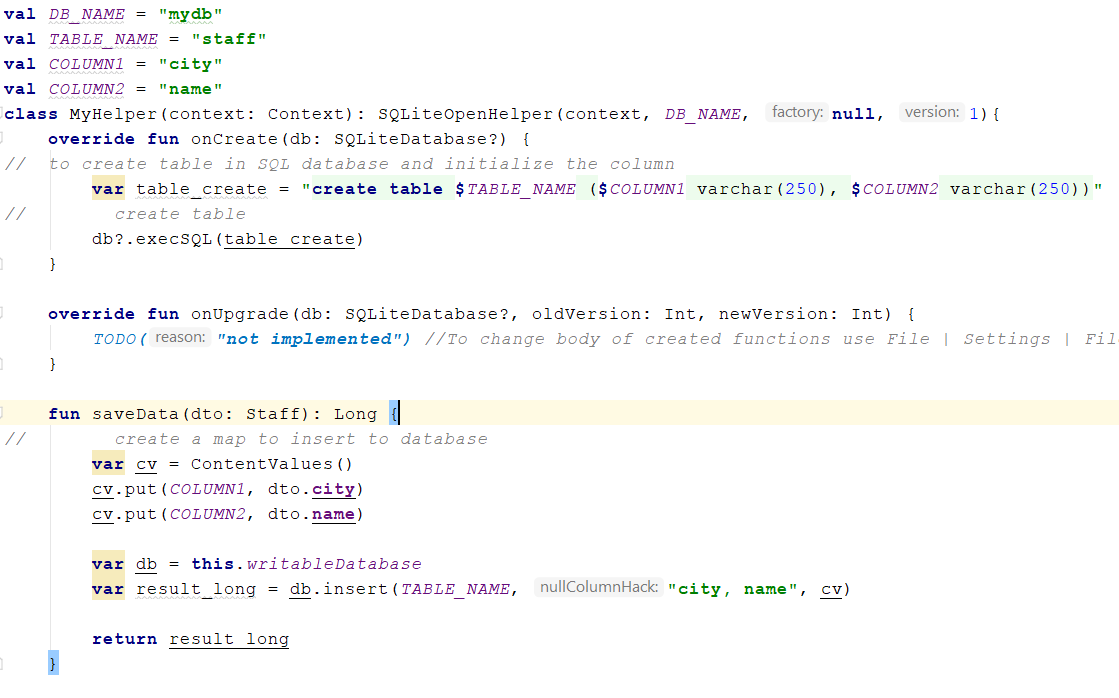 val DB_NAME = "mydb"
val TABLE_NAME = "staff"
val COLUMN1 = "city"
val COLUMN2 = "name"
class MyHelper(context: Context): SQLiteOpenHelper(context, DB_NAME, factory: null, version: 1){
    override fun onCreate(db: SQLiteDatabase?) {
//  to create table in SQL database and initialize the column
        var table_create = "create table $TABLE_NAME ($COLUMN1 varchar(250), $COLUMN2 varchar(250))"
//        create table
        db?.execSQL(table_create)
    }
    override fun onUpgrade(db: SQLiteDatabase?, oldVersion: Int, newVersion: Int) {
        TODO( reason: "not implemented") //To change body of created functions use File | Settings | Fil
    }
    fun saveData(dto: Staff): Long {
//        create a map to insert to database
        var cv = ContentValues()
        cv.put(COLUMN1, dto.city)
        cv.put(COLUMN2, dto.name)
        var db = this.writableDatabase
        var result_long = db.insert(TABLE_NAME, nullColumnHack: "city, name", cv)
        return result_long
    }